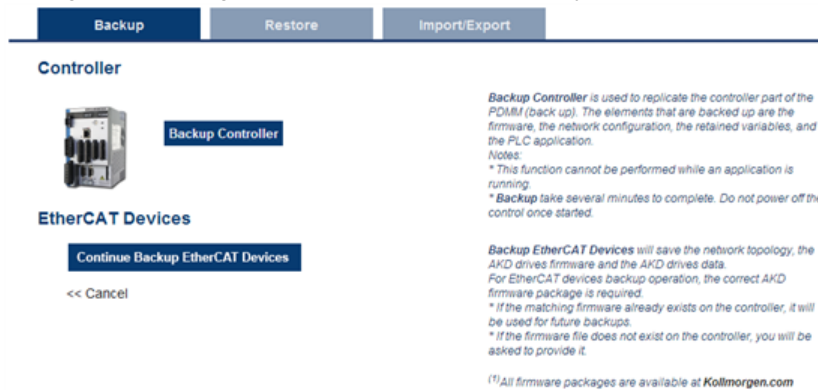 Backup Restore Import/Export
Controller
Backup Controller
Backup Controller is used to replicate the controller part of the
PDMM (back up). The elements that are backed up are the
firmware, the network configuration, the retained variables, and
the PLC application.
Notes:
* This function cannot be performed while an application is
running.
* Backup take several minutes to complete. Do not power off the
control once started.
EtherCAT Devices
Continue Backup EtherCAT Devices
<< Cancel
Backup EtherCAT Devices will save the network topology, the
AKD drives firmware and the AKD drives data.
For EtherCAT devices backup operation, the correct AKD
firmware package is required.
* If the matching firmware already exists on the controller, it will
be used for future backups.
* If the firmware file does not exist on the controller, you will be
asked to provide it.
(1)All firmware packages are available at Kollmorgen.com